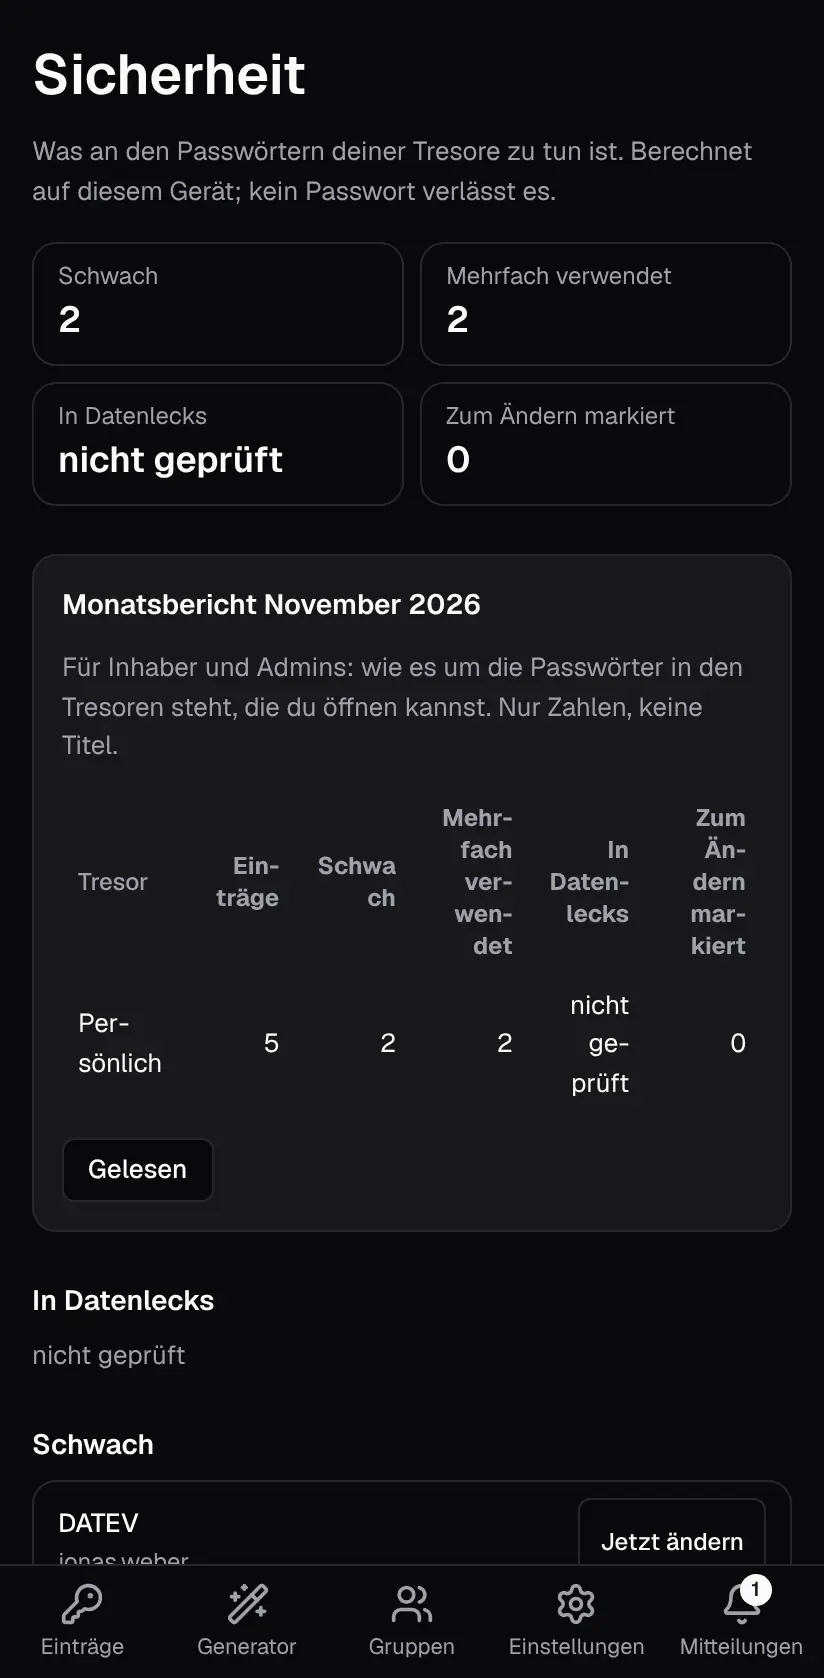 Sicherheit
Was an den Passwörtern deiner Tresore zu tun ist. Berechnet
auf diesem Gerät; kein Passwort verlässt es.
Schwach
2
Mehrfach verwendet
2
In Datenlecks
nicht geprüft
Zum Ändern markiert
0
Monatsbericht November 2026
Für Inhaber und Admins: wie es um die Passwörter in den
Tresoren steht, die du öffnen kannst. Nur Zahlen, keine
Titel.
Tresor
Ein-
träge
Schwa
ch
Mehr-
fach
ver-
wen-
det
In
Daten-
lecks
Zum
Än-
dern
mar-
kiert
Per-
sönlich
5
2
2
nicht
ge-
prüft
0
Gelesen
In Datenlecks
nicht geprüft
Schwach
DATEV
jonas.weber
Jetzt ändern
Einträge
Generator
Gruppen
Einstellungen
1
Mitteilungen